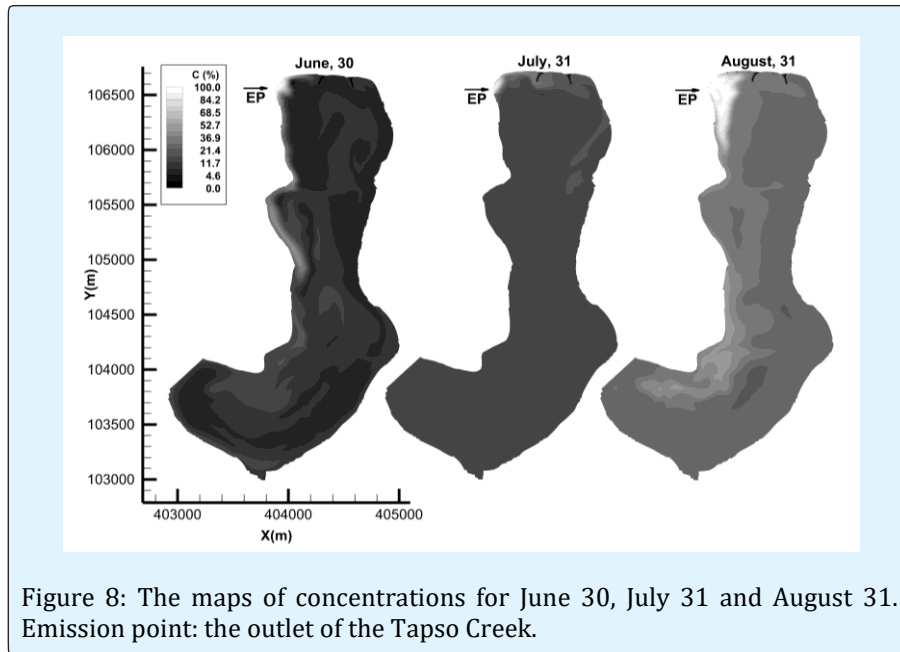 June, 30
July, 31
August, 31
C (%)
100.0
84.2
68.5
52.7
36.9
21.4
11.7
4.6
0.0
EP
EP
EP
106500
106000
105500
105000
104500
104000
103500
103000
Y(m)
403000
404000
405000
X(m)
Figure 8: The maps of concentrations for June 30, July 31 and August 31.
Emission point: the outlet of the Tapso Creek.